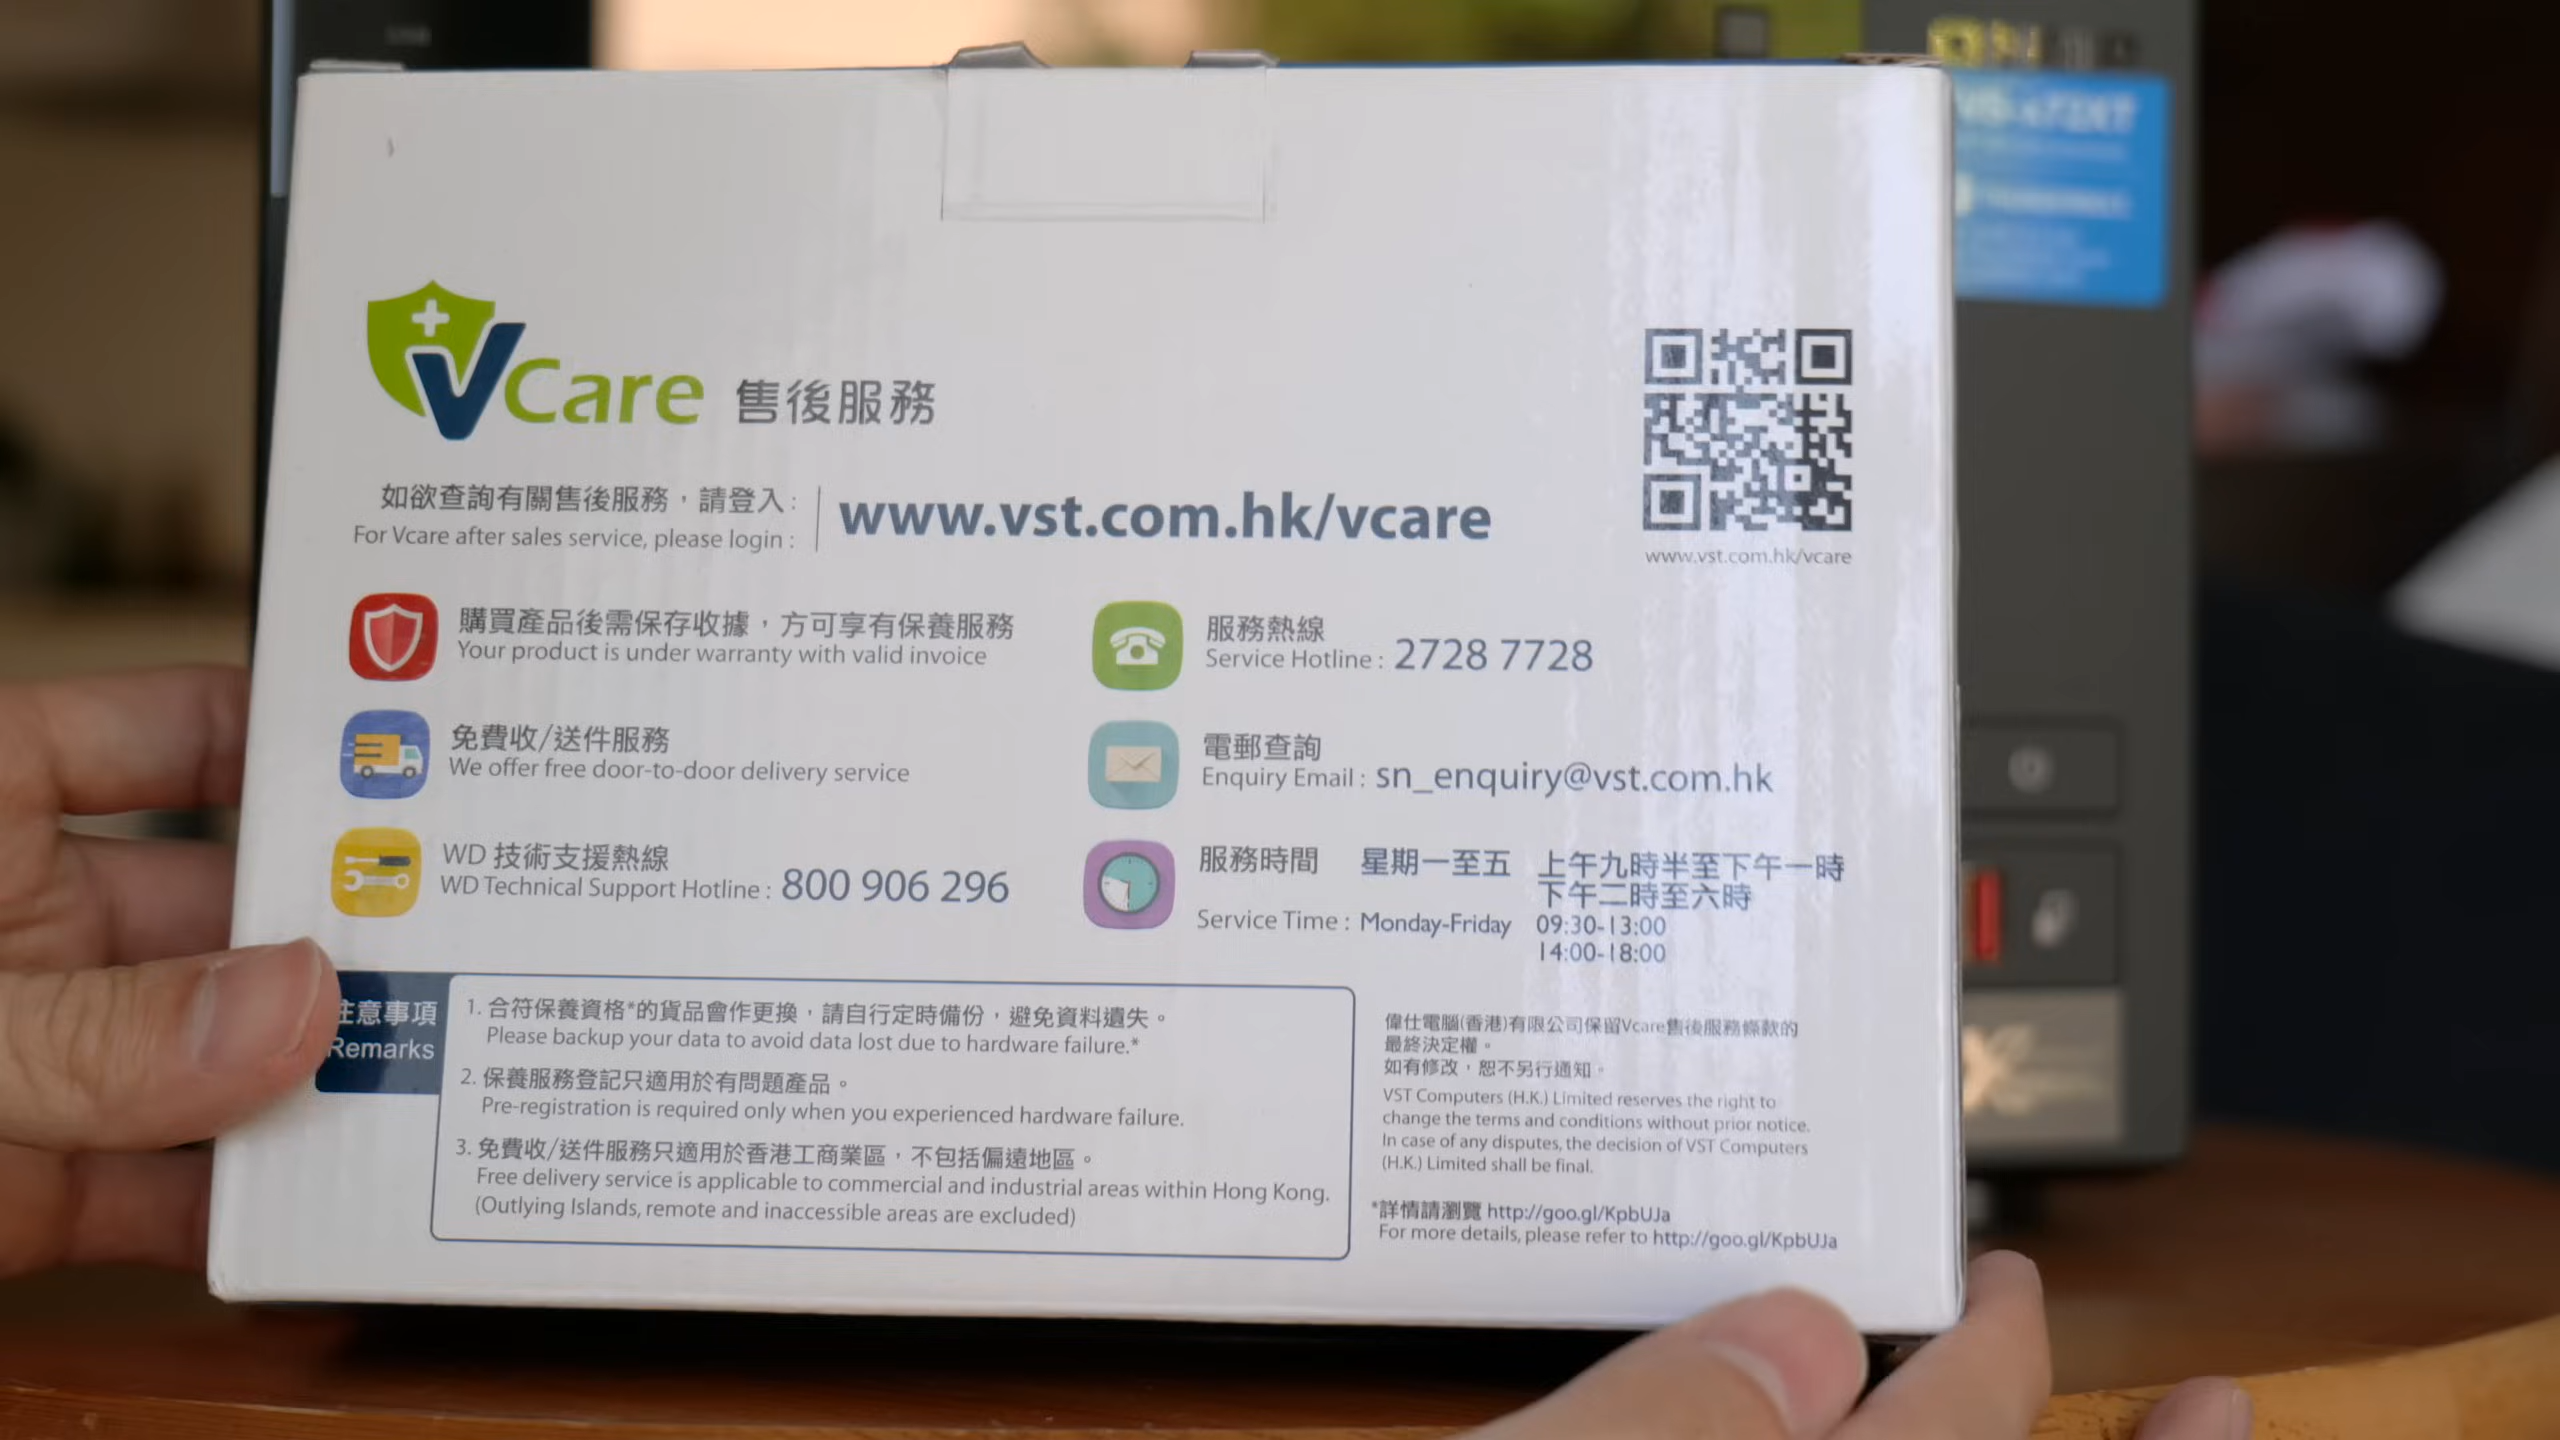 VCare 售後服務
如欲查詢有關售後服務，請登入：
For Vcare after sales service, please login :
www.vst.com.hk/vcare
www.vst.com.hk/vcare
購買產品後需保存收據，方可享有保養服務
Your product is under warranty with valid invoice
免費收/送件服務
We offer free door-to-door delivery service
WD 技術支援熱線
WD Technical Support Hotline : 800 906 296
服務熱線
Service Hotline : 2728 7728
電郵查詢
Enquiry Email : sn_enquiry@vst.com.hk
服務時間 星期一至五 上午九時半至下午一時
下午二時至六時
Service Time : Monday-Friday 09:30-13:00
14:00-18:00
注意事項
Remarks
1. 合符保養資格*的貨品會作更換，請自行定時備份，避免資料遺失。
Please backup your data to avoid data lost due to hardware failure.*
2. 保養服務登記只適用於有問題產品。
Pre-registration is required only when you experienced hardware failure.
3. 免費收/送件服務只適用於香港工商業區，不包括偏遠地區。
Free delivery service is applicable to commercial and industrial areas within Hong Kong.
(Outlying Islands, remote and inaccessible areas are excluded)
偉仕電腦(香港)有限公司保留Vcare售後服務條款的
最終決定權。
如有修改，恕不另行通知。
VST Computers (H.K.) Limited reserves the right to
change the terms and conditions without prior notice.
In case of any disputes, the decision of VST Computers
(H.K.) Limited shall be final.
*詳情請瀏覽 http://goo.gl/KpbUJa
For more details, please refer to http://goo.gl/KpbUJa